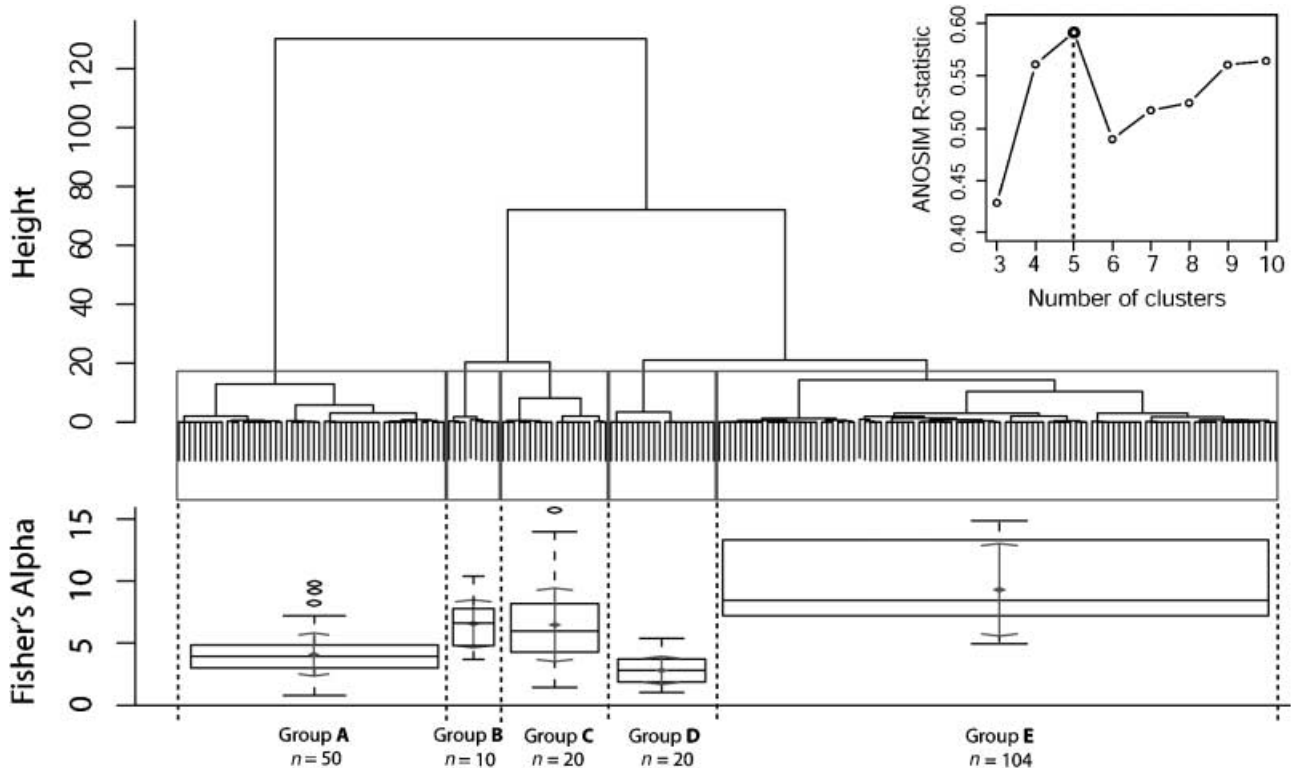 Height
120
100
80
60
40
20
0
ANOSIM R-statistic
0.60
0.55
0.50
0.45
0.40
3 4 5 6 7 8 9 10
Number of clusters
Fisher's Alpha
15
10
5
0
Group A
n = 50
Group B
n = 10
Group C
n = 20
Group D
n = 20
Group E
n = 104